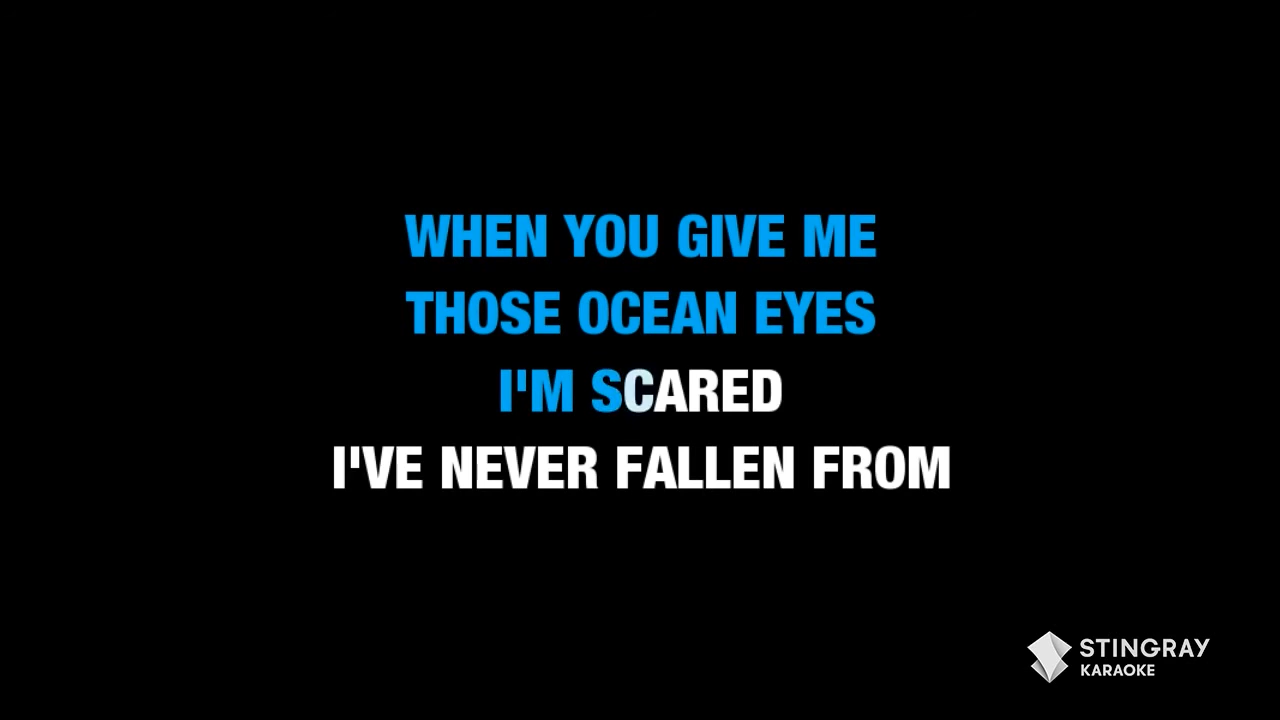 WHEN YOU GIVE ME
THOSE OCEAN EYES
I'M SCARED
I'VE NEVER FALLEN FROM
STINGRAY
KARAOKE